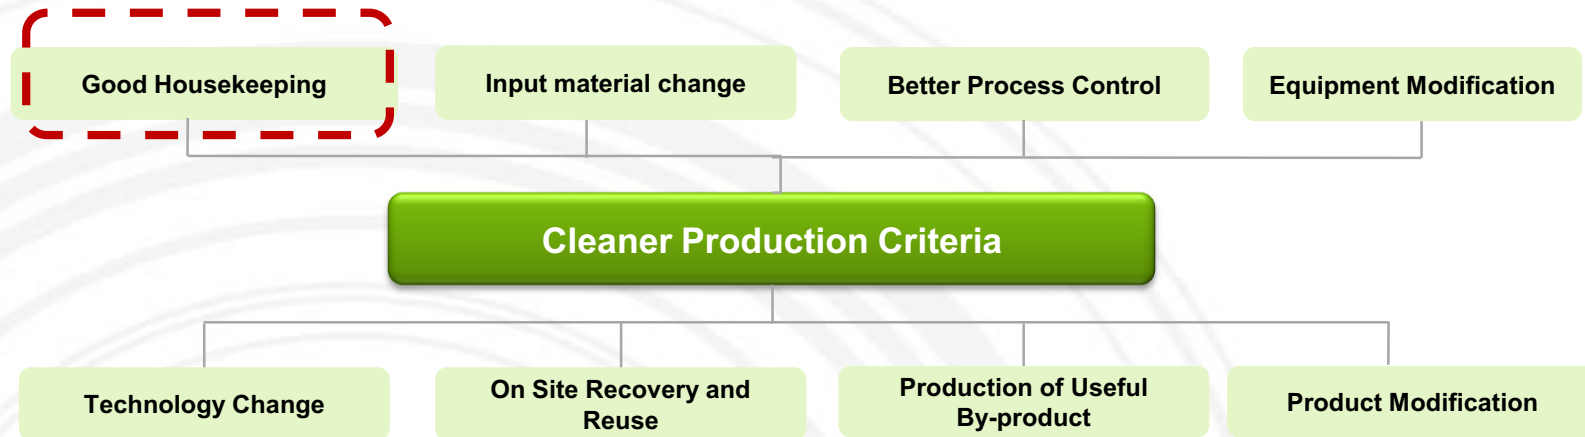 Good Housekeeping
Input material change
Better Process Control
Equipment Modification
Cleaner Production Criteria
Technology Change
On Site Recovery and
Reuse
Production of Useful
By-product
Product Modification